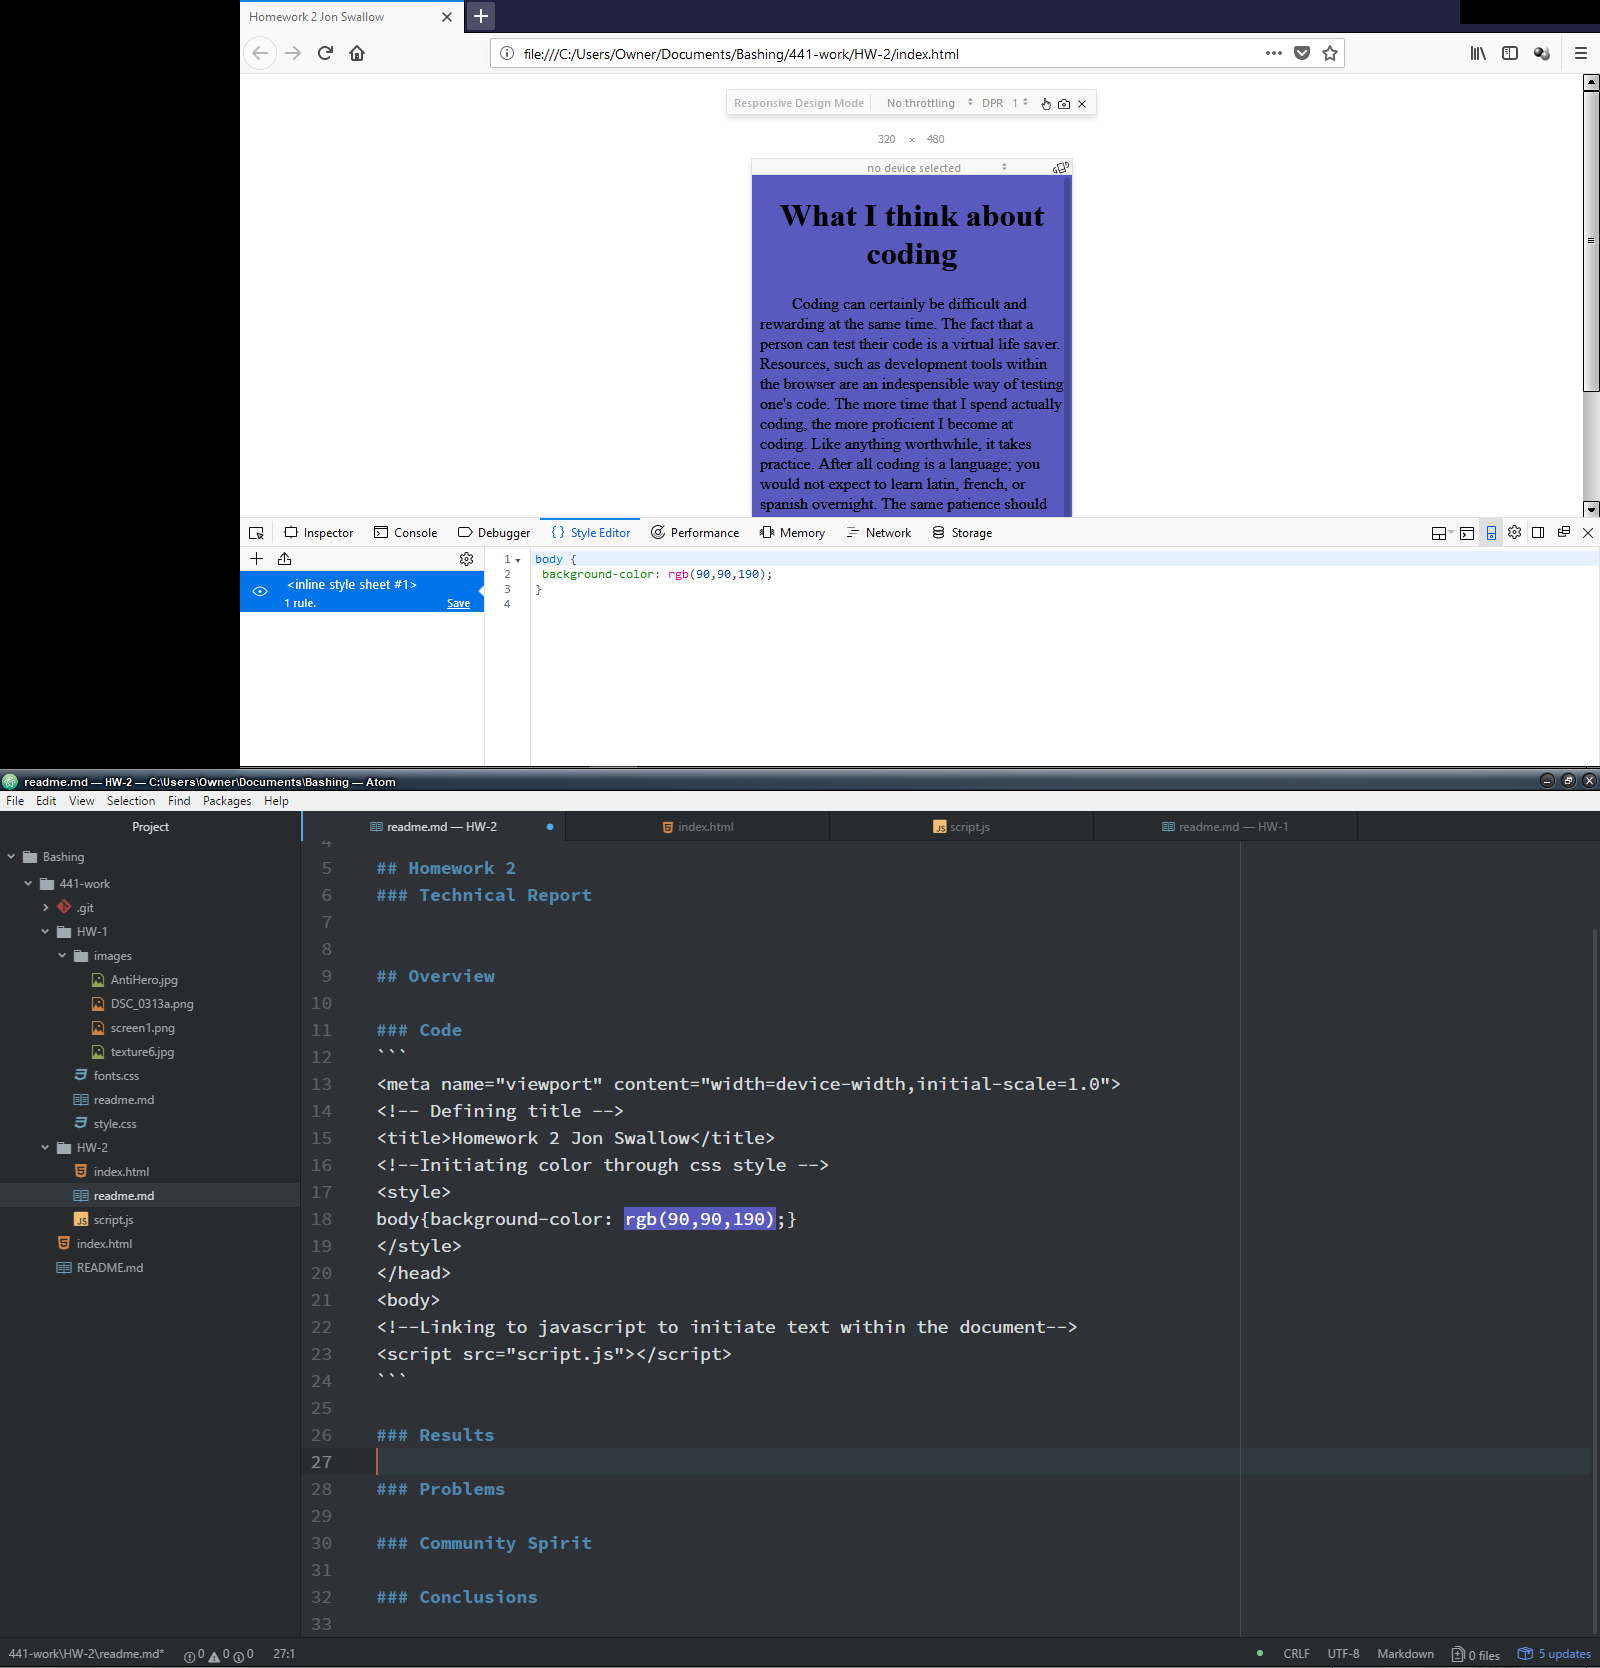 Homework 2 Jon Swallow
file:///C:/Users/Owner/Documents/Bashing/441-work/HW-2/index.html
Responsive Design Mode No throttling DPR 1
320 × 480
no device selected
What I think about
coding
Coding can certainly be difficult and
rewarding at the same time. The fact that a
person can test their code is a virtual life saver.
Resources, such as development tools within
the browser are an indespensible way of testing
one's code. The more time that I spend actually
coding, the more proficient I become at
coding. Like anything worthwhile, it takes
practice. After all coding is a language; you
would not expect to learn latin, french, or
spanish overnight. The same patience should
Inspector Console Debugger {} Style Editor Performance Memory Network Storage
<inline style sheet #1>
1 rule. Save
1 body {
2 background-color: rgb(90,90,190);
3 }
4
readme.md — HW-2 — C:\Users\Owner\Documents\Bashing — Atom
File Edit View Selection Find Packages Help
Project
Bashing
441-work
.git
HW-1
images
AntiHero.jpg
DSC_0313a.png
screen1.png
texture6.jpg
fonts.css
readme.md
style.css
HW-2
index.html
readme.md
JS script.js
index.html
README.md
readme.md — HW-2 index.html JS script.js readme.md — HW-1
4
5 ## Homework 2
6 ### Technical Report
7
8
9 ## Overview
10
11 ### Code
12 ```
13 <meta name="viewport" content="width=device-width,initial-scale=1.0">
14 <!-- Defining title -->
15 <title>Homework 2 Jon Swallow</title>
16 <!--Initiating color through css style -->
17 <style>
18 body{background-color: rgb(90,90,190);}
19 </style>
20 </head>
21 <body>
22 <!--Linking to javascript to initiate text within the document-->
23 <script src="script.js"></script>
24 ```
25
26 ### Results
27
28 ### Problems
29
30 ### Community Spirit
31
32 ### Conclusions
33
441-work\HW-2\readme.md* 0 0 0 27:1 CRLF UTF-8 Markdown 0 files 5 updates